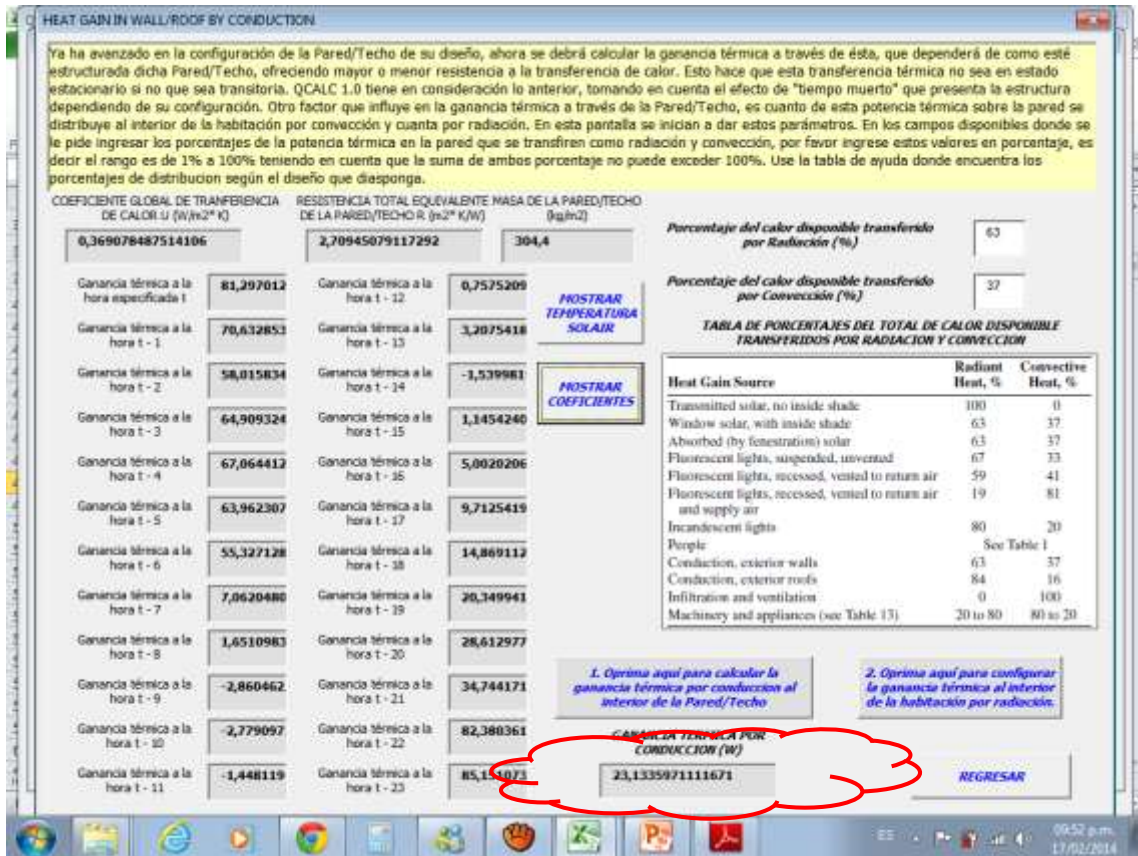 HEAT GAIN IN WALL/ROOF BY CONDUCTION
Ya ha avanzado en la configuración de la Pared/Techo de su diseño, ahora se debrá calcular la ganancia térmica a través de ésta, que dependerá de como esté
estructurada dicha Pared/Techo, ofreciendo mayor o menor resistencia a la transferencia de calor. Esto hace que esta transferencia térmica no sea en estado
estacionario si no que sea transitoria. QCALC 1.0 tiene en consideración lo anterior, tomando en cuenta el efecto de "tiempo muerto" que presenta la estructura
dependiendo de su configuración. Otro factor que influye en la ganancia térmica a través de la Pared/Techo, es cuanto de esta potencia térmica sobre la pared se
distribuye al interior de la habitación por convección y cuanta por radiación. En esta pantalla se inician a dar estos parámetros. En los campos disponibles donde se
le pide ingresar los porcentajes de la potencia térmica en la pared que se transfiren como radiación y convección, por favor ingrese estos valores en porcentaje, es
decir el rango es de 1% a 100% teniendo en cuenta que la suma de ambos porcentaje no puede exceder 100%. Use la tabla de ayuda donde encuentra los
porcentajes de distribucion según el diseño que diasponga.
COEFICIENTE GLOBAL DE TRANFERENCIA DE CALOR U (W/m2* K)
0,369078487514106
RESISTENCIA TOTAL EQUIVALENTE DE LA PARED/TECHO R (m2* K/W)
2,70945079117292
MASA DE LA PARED/TECHO (kg/m2)
304,4
Ganancia térmica a la hora especificada t 81,297012
Ganancia térmica a la hora t - 1 70,632853
Ganancia térmica a la hora t - 2 58,015834
Ganancia térmica a la hora t - 3 64,909324
Ganancia térmica a la hora t - 4 67,064412
Ganancia térmica a la hora t - 5 63,962307
Ganancia térmica a la hora t - 6 55,327128
Ganancia térmica a la hora t - 7 7,0620480
Ganancia térmica a la hora t - 8 1,6510983
Ganancia térmica a la hora t - 9 -2,860462
Ganancia térmica a la hora t - 10 -2,779097
Ganancia térmica a la hora t - 11 -1,448119
Ganancia térmica a la hora t - 12 0,7575209
Ganancia térmica a la hora t - 13 3,2075418
Ganancia térmica a la hora t - 14 -1,539981
Ganancia térmica a la hora t - 15 1,1454240
Ganancia térmica a la hora t - 16 5,0020206
Ganancia térmica a la hora t - 17 9,7125419
Ganancia térmica a la hora t - 18 14,869112
Ganancia térmica a la hora t - 19 20,349941
Ganancia térmica a la hora t - 20 28,612977
Ganancia térmica a la hora t - 21 34,744171
Ganancia térmica a la hora t - 22 82,380361
Ganancia térmica a la hora t - 23 85,151073
MOSTRAR
TEMPERATURA
SOLAIR
MOSTRAR
COEFICIENTES
Porcentaje del calor disponible transferido
por Radiación (%)
63
Porcentaje del calor disponible transferido
por Convección (%)
37
TABLA DE PORCENTAJES DEL TOTAL DE CALOR DISPONIBLE
TRANSFERIDOS POR RADIACION Y CONVECCION
Heat Gain Source Radiant Heat, % Convective Heat, %
Transmitted solar, no inside shade 100 0
Window solar, with inside shade 63 37
Absorbed (by fenestration) solar 63 37
Fluorescent lights, suspended, unvented 67 33
Fluorescent lights, recessed, vented to return air 59 41
Fluorescent lights, recessed, vented to return air 19 81
and supply air
Incandescent lights 80 20
People See Table 1
Conduction, exterior walls 63 37
Conduction, exterior roofs 84 16
Infiltration and ventilation 0 100
Machinery and appliances (see Table 13) 20 to 80 80 to 20
1. Oprima aquí para calcular la
ganancia térmica por conduccion al
interior de la Pared/Techo
2. Oprima aquí para configurar
la ganancia térmica al interior
de la habitación por radiación.
GANANCIA TERMICA POR
CONDUCCION (W)
23,1335971111671
REGRESAR
ES
09:52 p.m.
17/02/2014